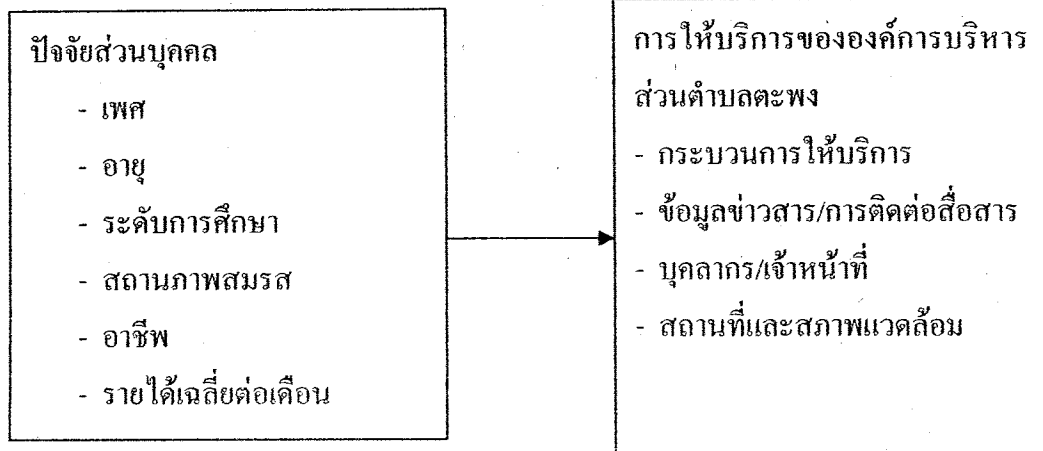 ปัจจัยส่วนบุคคล
- เพศ
- อายุ
- ระดับการศึกษา
- สถานภาพสมรส
- อาชีพ
- รายได้เฉลี่ยต่อเดือน
การให้บริการขององค์การบริหาร
ส่วนตำบลตะพง
- กระบวนการให้บริการ
- ข้อมูลข่าวสาร/การติดต่อสื่อสาร
- บุคลากร/เจ้าหน้าที่
- สถานที่และสภาพแวดล้อม